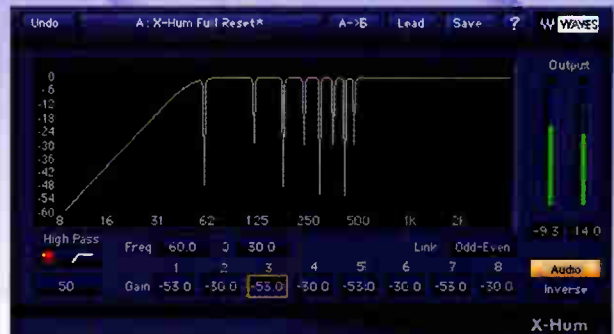 Undo A : X-Hum Full Reset* A->B Load Save ? WAVES
Output
0
-6
-12
-18
-24
-30
-36
-42
-48
-54
-60
8 16 31 62 125 250 500 1K 2K
-9.3 -14.0
High Pass
Freq 60.0 Q 30.0 Link Odd-Even
1 2 3 4 5 6 7 8
Audio
50 Gain -53.0 -30.0 -53.0 -30.0 -53.0 -30.0 -53.0 -30.0
Inverse
X-Hum